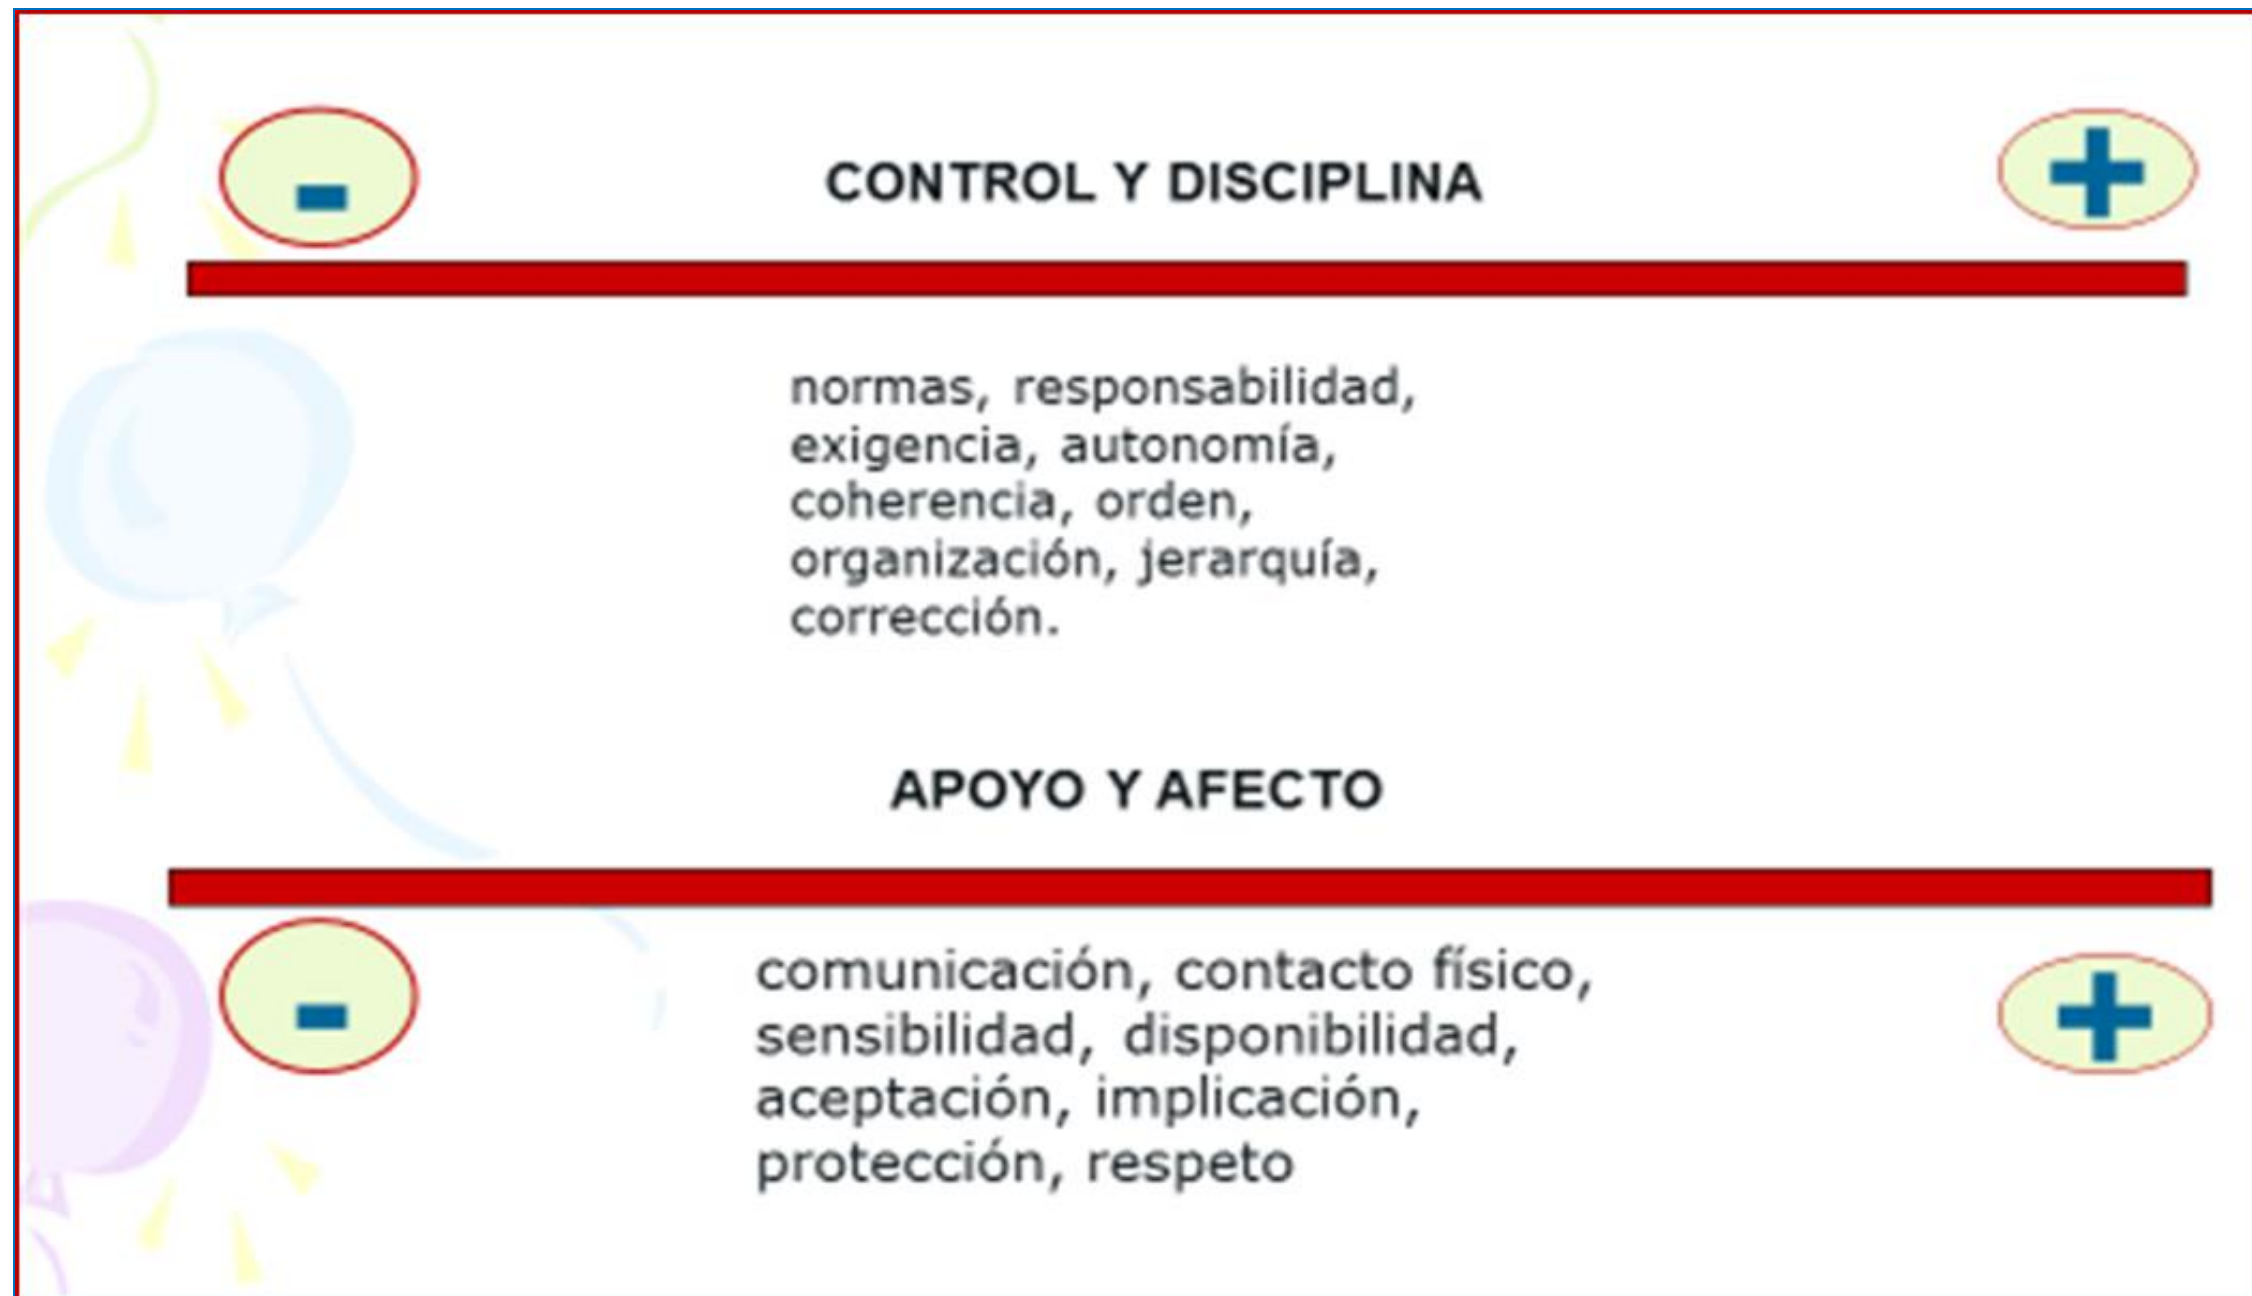 -
CONTROL Y DISCIPLINA
+
normas, responsabilidad,
exigencia, autonomía,
coherencia, orden,
organización, jerarquía,
corrección.
APOYO Y AFECTO
-
comunicación, contacto físico,
sensibilidad, disponibilidad,
aceptación, implicación,
protección, respeto
+